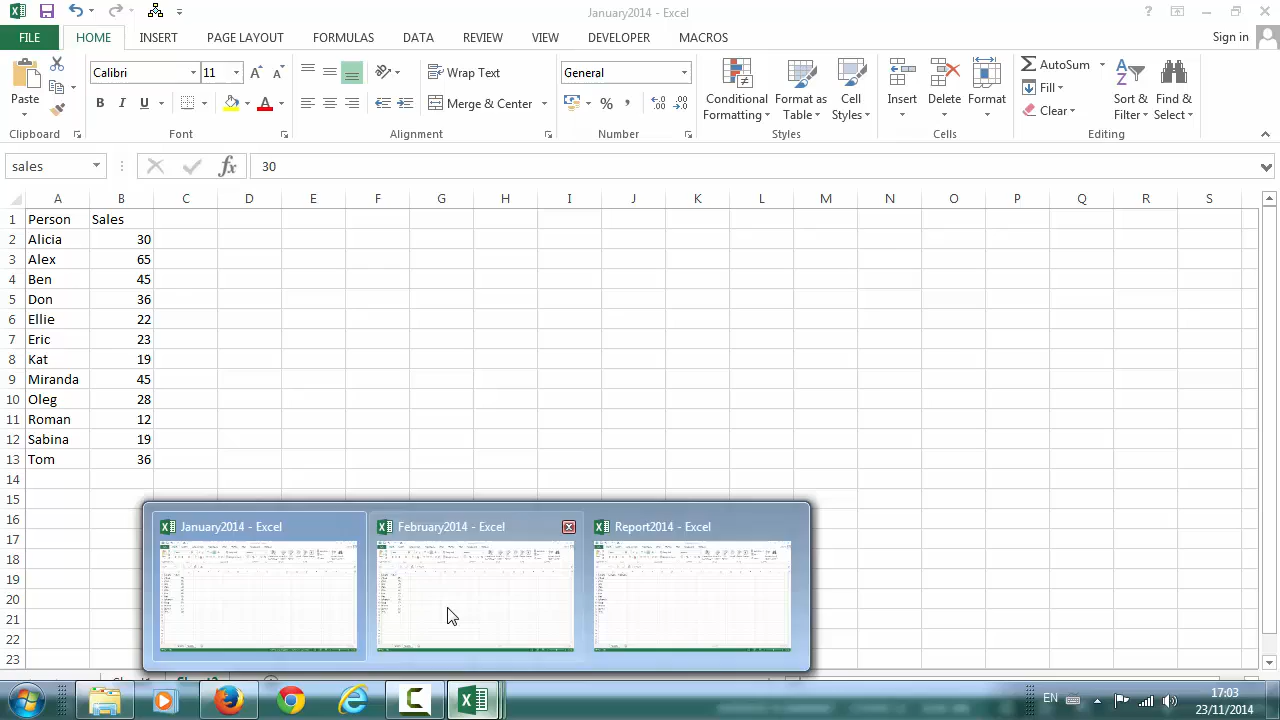 January2014 - Excel
FILE HOME INSERT PAGE LAYOUT FORMULAS DATA REVIEW VIEW DEVELOPER MACROS Sign in
Calibri 11 Wrap Text General AutoSum
Fill
Paste B I U Merge & Center % , Conditional Formatting Format as Table Cell Styles Insert Delete Format Clear Sort & Filter Find & Select
Clipboard Font Alignment Number Styles Cells Editing
sales fx 30
A B C D E F G H I J K L M N O P Q R S
1 Person Sales
2 Alicia 30
3 Alex 65
4 Ben 45
5 Don 36
6 Ellie 22
7 Eric 23
8 Kat 19
9 Miranda 45
10 Oleg 28
11 Roman 12
12 Sabina 19
13 Tom 36
14
15
16
17
18
19
20
21
22
23
January2014 - Excel February2014 - Excel Report2014 - Excel
EN 17:03
23/11/2014